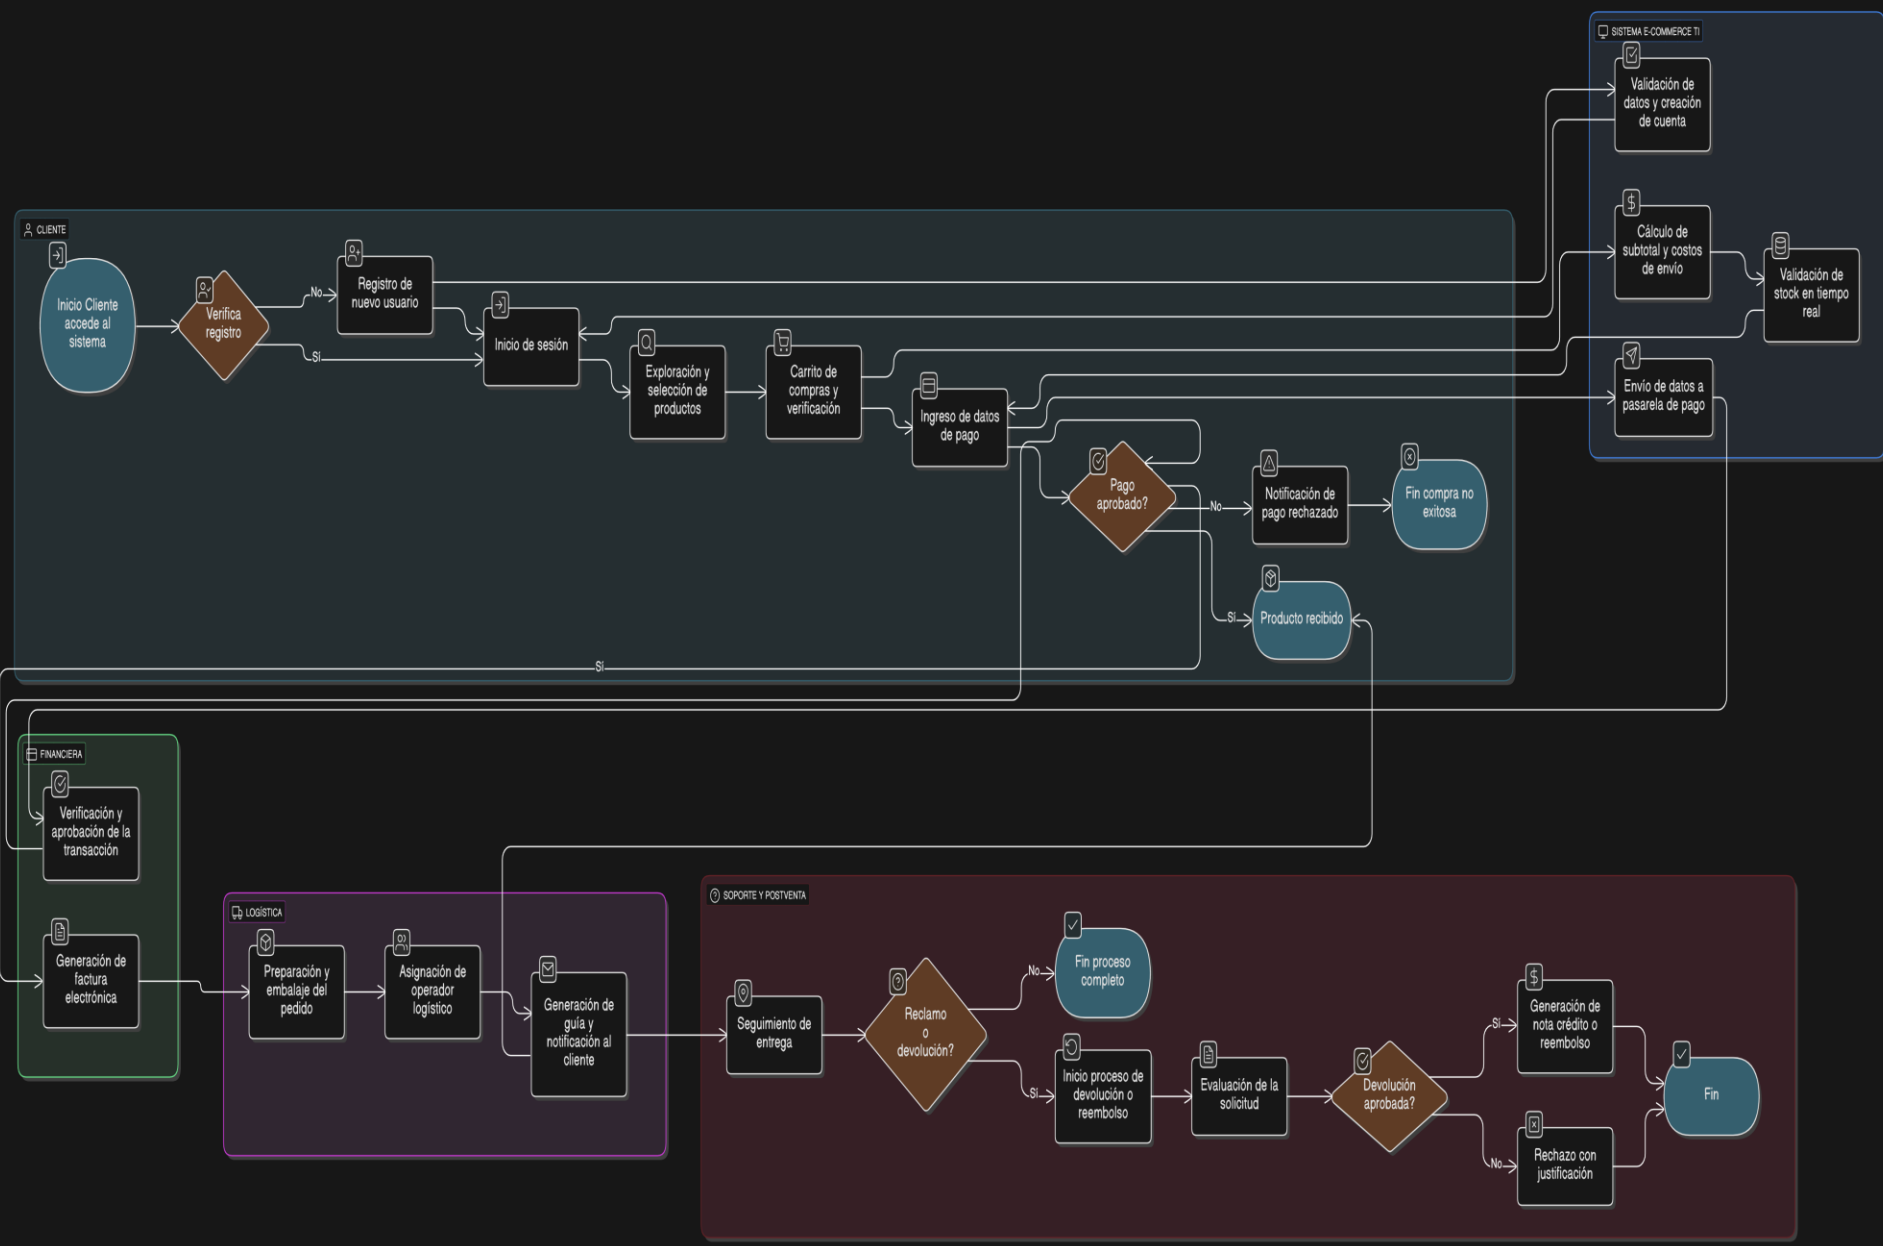 SISTEMA E-COMMERCE TI
Validación de
datos y creación
de cuenta
Cálculo de
subtotal y costos
de envío
Validación de
stock en tiempo
real
Envío de datos a
pasarela de pago
CLIENTE
Inicio Cliente
accede al
sistema
Verifica
registro
No
Sí
Registro de
nuevo usuario
Inicio de sesión
Exploración y
selección de
productos
Carrito de
compras y
verificación
Ingreso de datos
de pago
Pago
aprobado?
No
Notificación de
pago rechazado
Fin compra no
exitosa
Sí
Producto recibido
Sí
FINANCIERA
Verificación y
aprobación de la
transacción
Generación de
factura
electrónica
LOGÍSTICA
Preparación y
embalaje del
pedido
Asignación de
operador
logístico
Generación de
guía y
notificación al
cliente
SOPORTE Y POSTVENTA
Seguimiento de
entrega
Reclamo
o
devolución?
No
Fin proceso
completo
Sí
Inicio proceso de
devolución o
reembolso
Evaluación de la
solicitud
Devolución
aprobada?
Sí
Generación de
nota crédito o
reembolso
No
Rechazo con
justificación
Fin